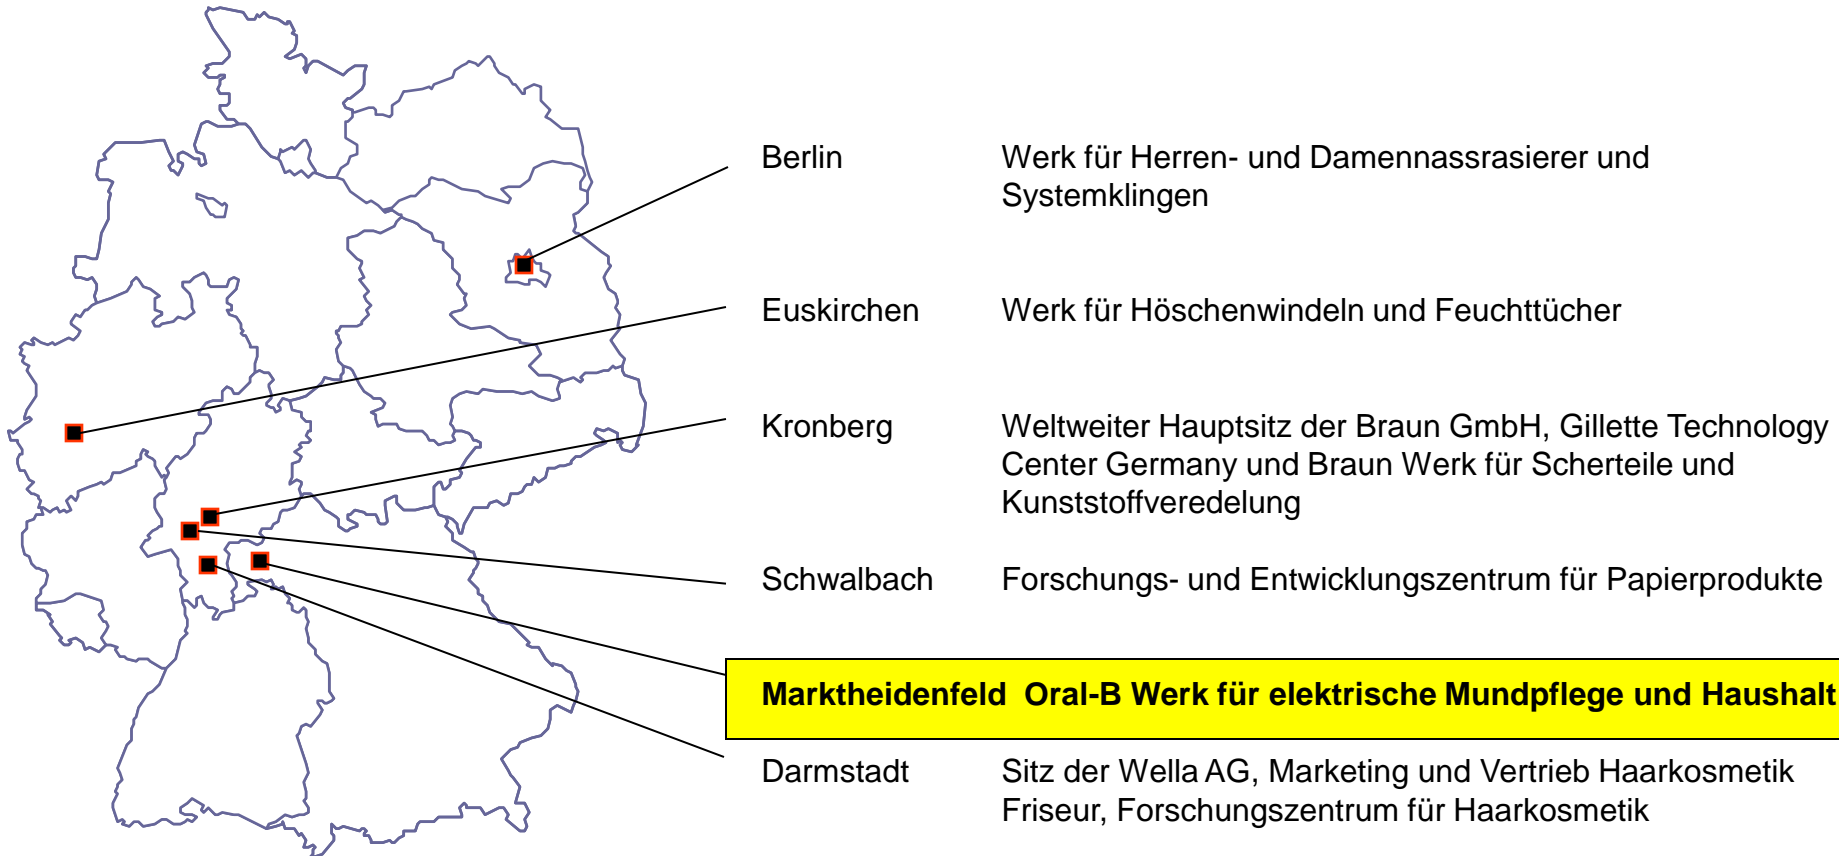 Berlin Werk für Herren- und Damennassrasierer und
Systemklingen
Euskirchen Werk für Höschenwindeln und Feuchttücher
Kronberg Weltweiter Hauptsitz der Braun GmbH, Gillette Technology
Center Germany und Braun Werk für Scherteile und
Kunststoffveredelung
Schwalbach Forschungs- und Entwicklungszentrum für Papierprodukte
Marktheidenfeld Oral-B Werk für elektrische Mundpflege und Haushalt
Darmstadt Sitz der Wella AG, Marketing und Vertrieb Haarkosmetik
Friseur, Forschungszentrum für Haarkosmetik